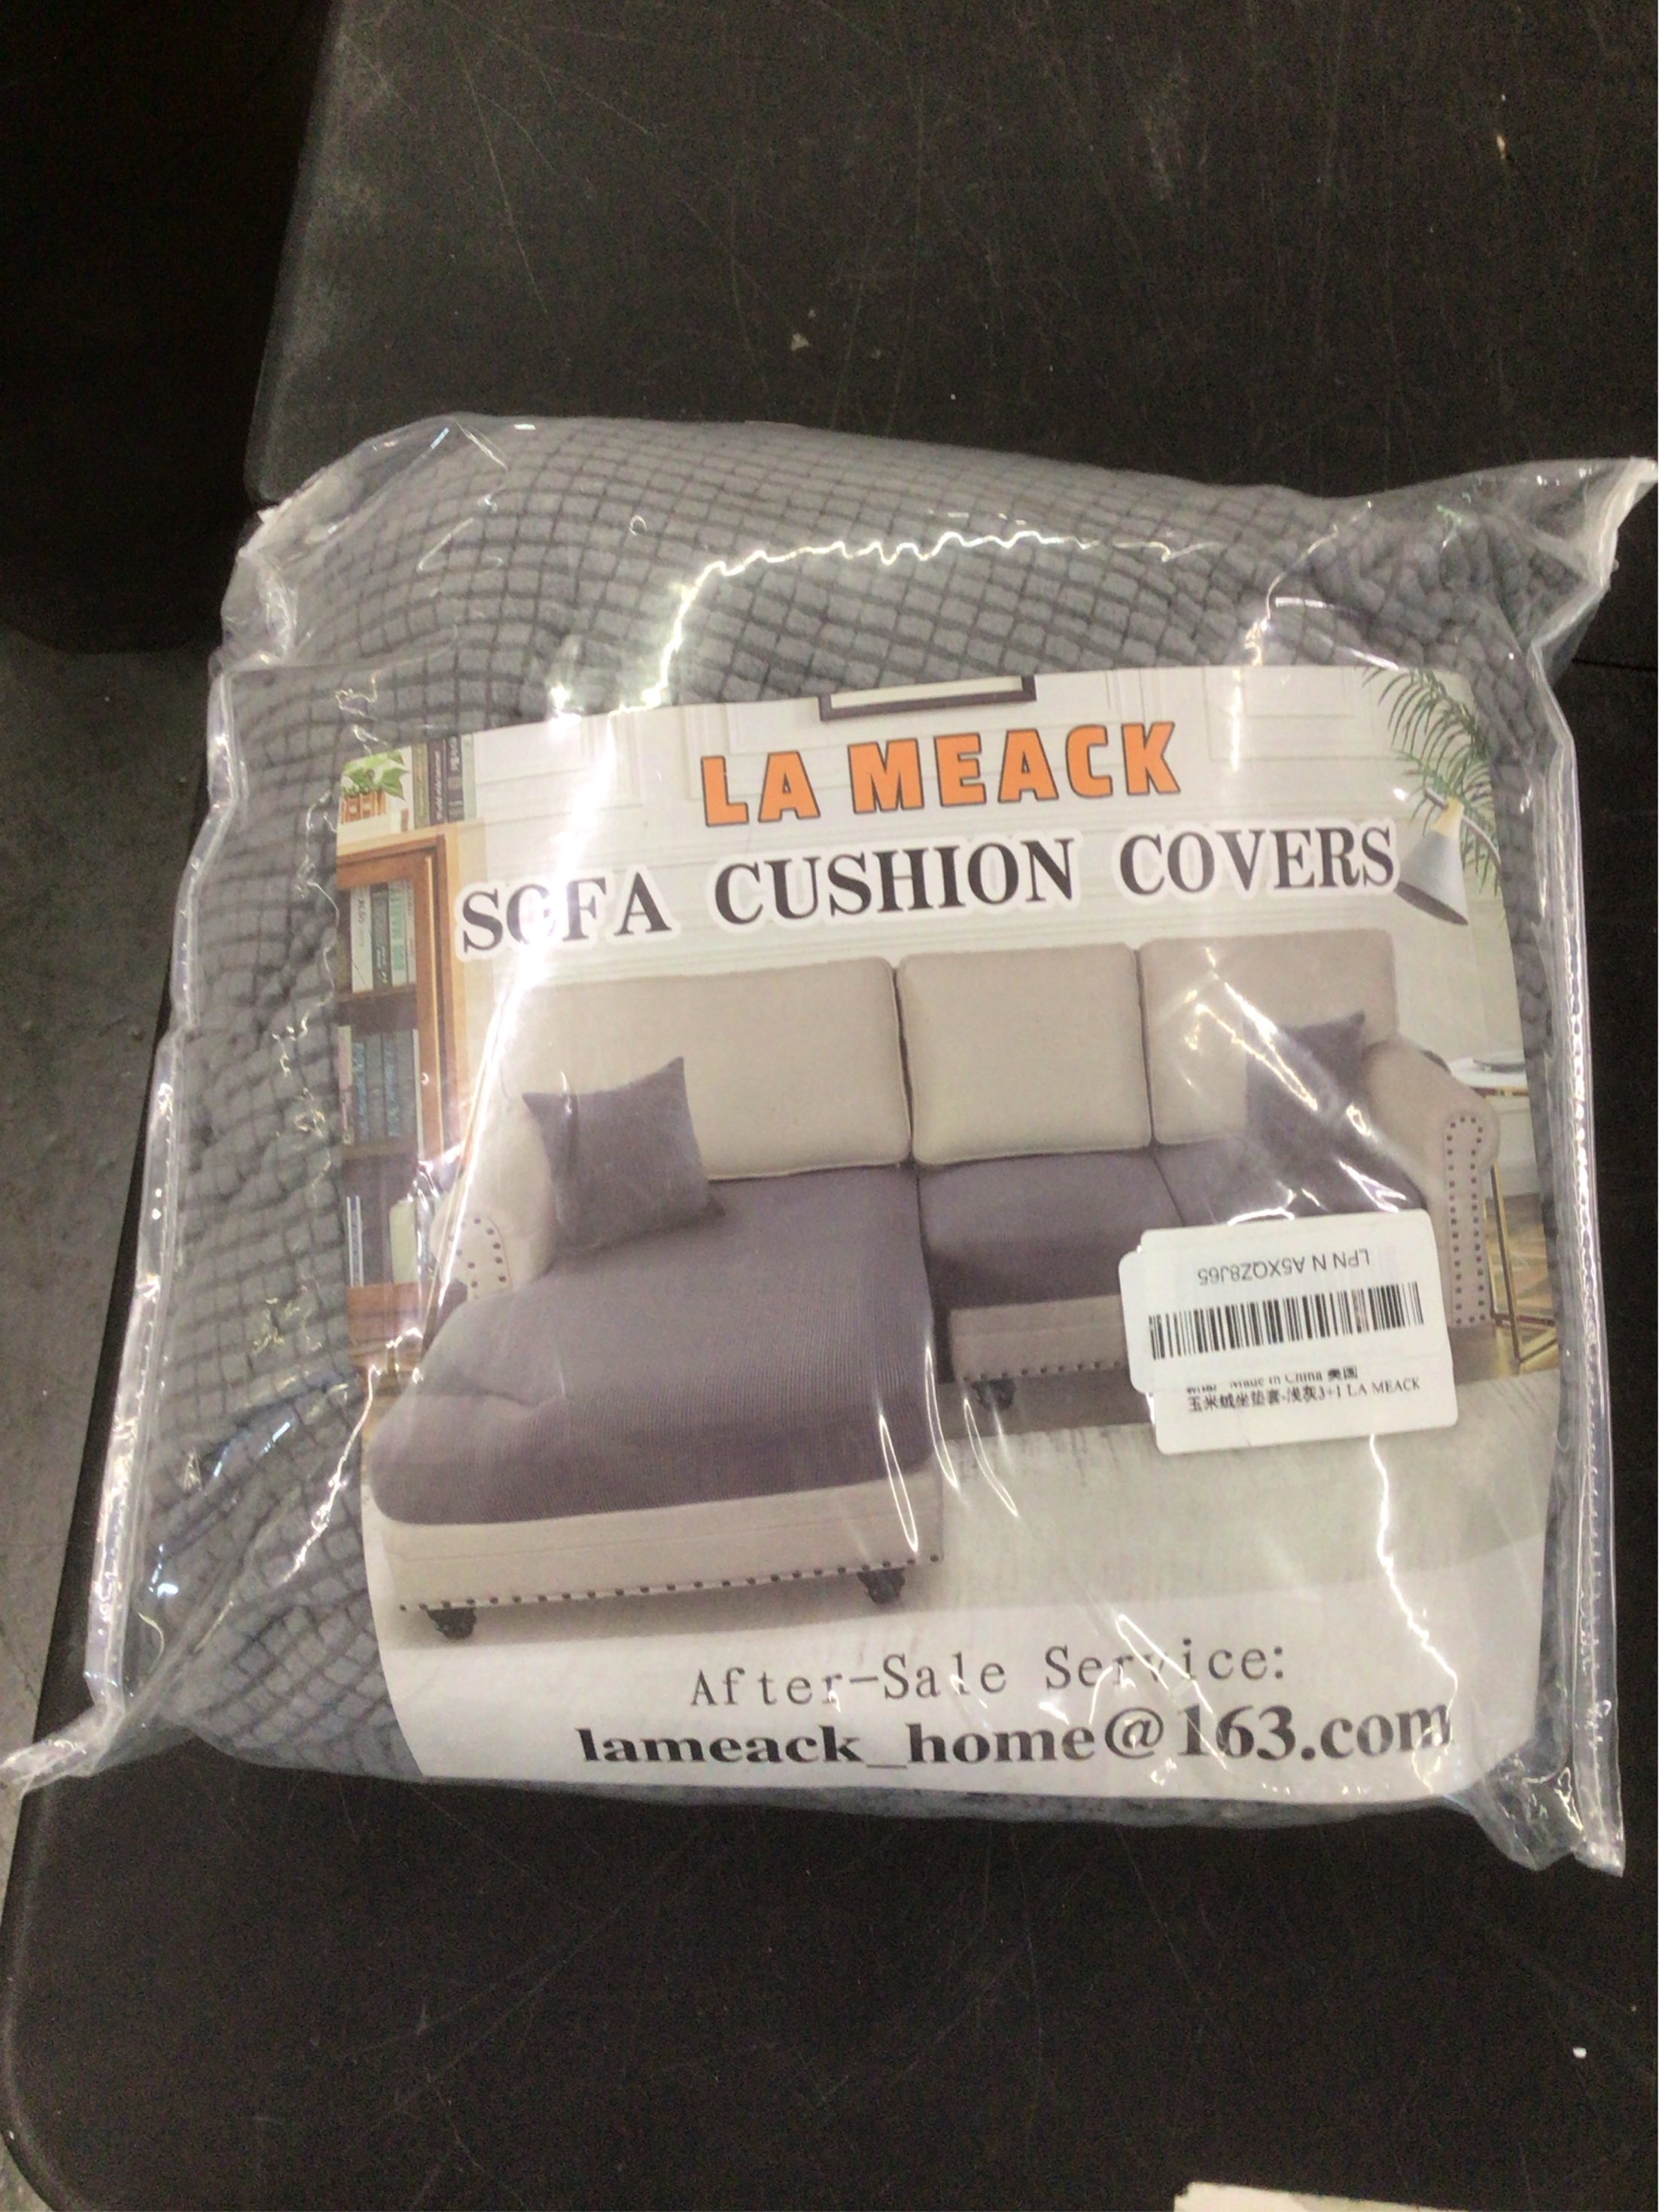 LA MEACK
SOFA CUSHION COVERS
LPN N A5XQZ8J65
Made in China 美国
玉米绒坐垫套-浅灰3+1 LA MEACK
After-Sale Service:
lameack_home@163.com